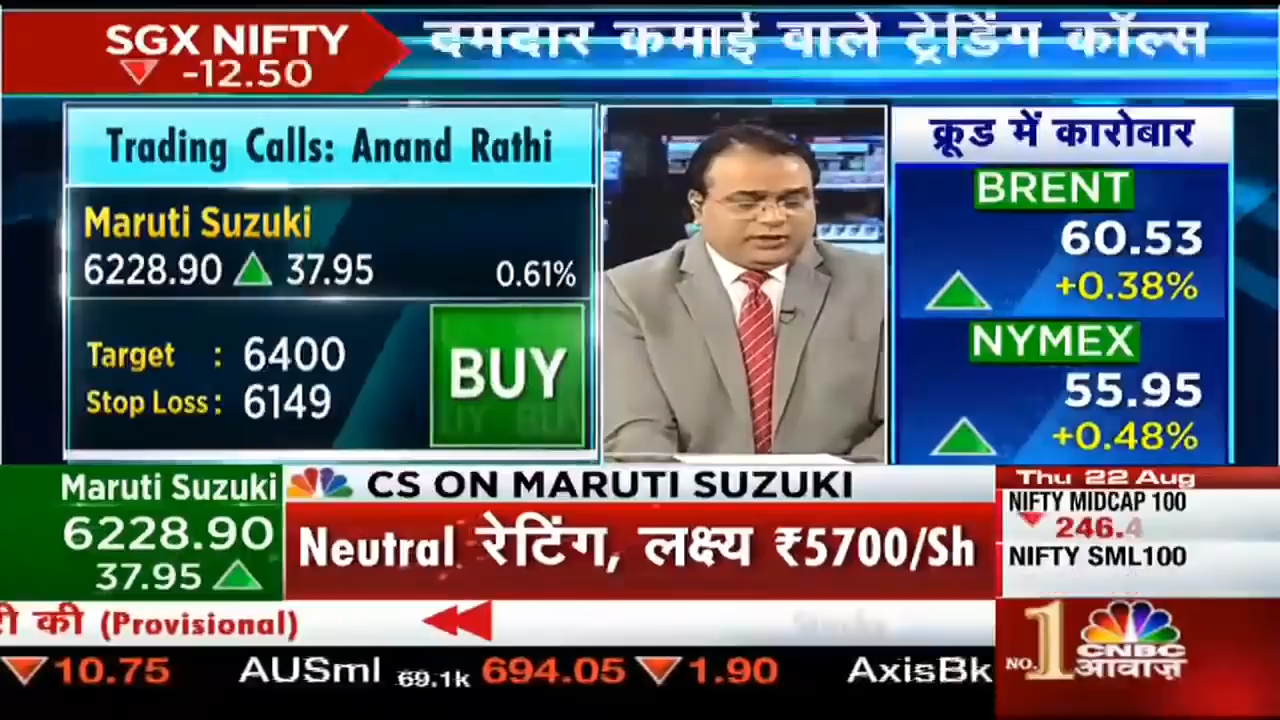 SGX NIFTY
-12.50
दमदार कमाई वाले ट्रेडिंग कॉल्स
Trading Calls: Anand Rathi
Maruti Suzuki
6228.90 37.95 0.61%
Target : 6400
Stop Loss : 6149
BUY
क्रूड में कारोबार
BRENT
60.53
+0.38%
NYMEX
55.95
+0.48%
Maruti Suzuki
6228.90
37.95
CS ON MARUTI SUZUKI
Neutral रेटिंग, लक्ष्य ₹5700/Sh
Thu 22 Aug
NIFTY MIDCAP 100
246.4
NIFTY SML100
की (Provisional)
10.75 AUSml 69.1k 694.05 1.90 AxisBk
NO.1 CNBC
आवाज़